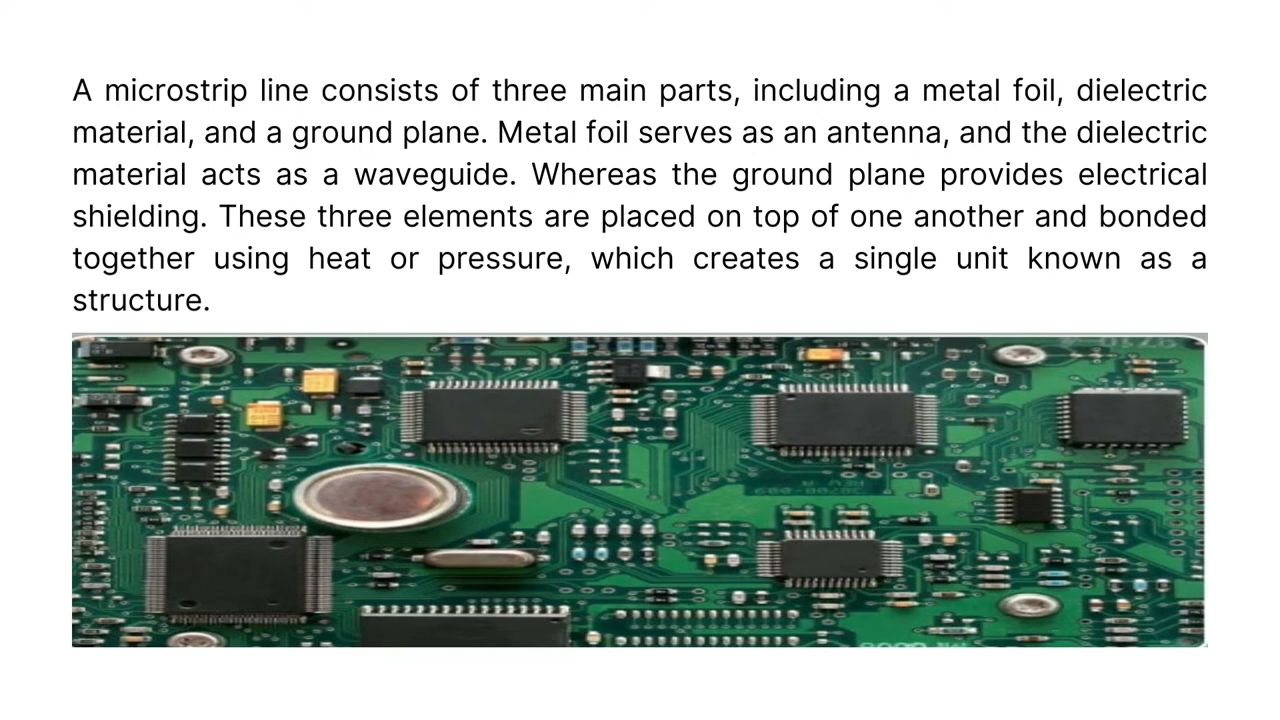 A microstrip line consists of three main parts, including a metal foil, dielectric
material, and a ground plane. Metal foil serves as an antenna, and the dielectric
material acts as a waveguide. Whereas the ground plane provides electrical
shielding. These three elements are placed on top of one another and bonded
together using heat or pressure, which creates a single unit known as a
structure.